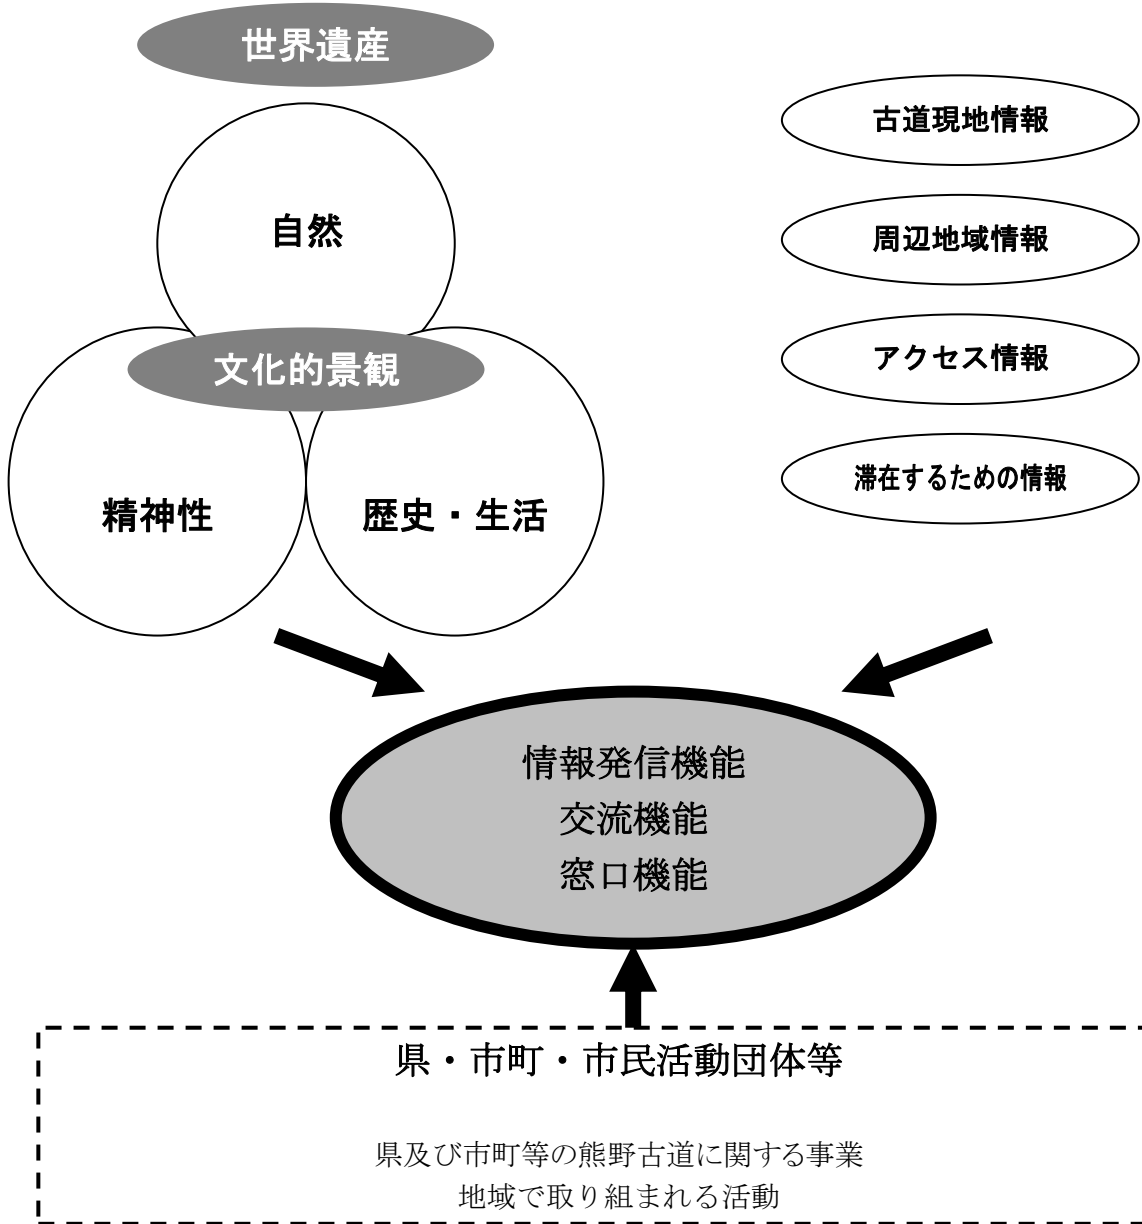 世界遺産
自然
文化的景観
精神性
歴史・生活
古道現地情報
周辺地域情報
アクセス情報
滞在するための情報
情報発信機能
交流機能
窓口機能
県・市町・市民活動団体等
県及び市町等の熊野古道に関する事業
地域で取り組まれる活動